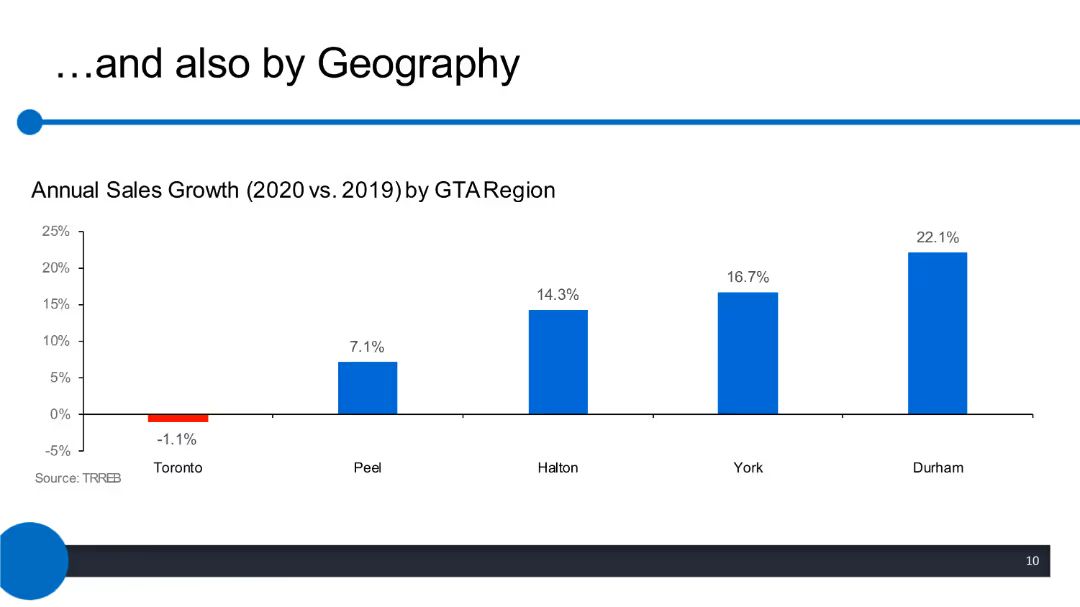 …and also by Geography
Annual Sales Growth (2020 vs. 2019) by GTA Region
25%
20%
15%
10%
5%
0%
-5%
-1.1%
7.1%
14.3%
16.7%
22.1%
Toronto
Peel
Halton
York
Durham
Source: TRREB
10